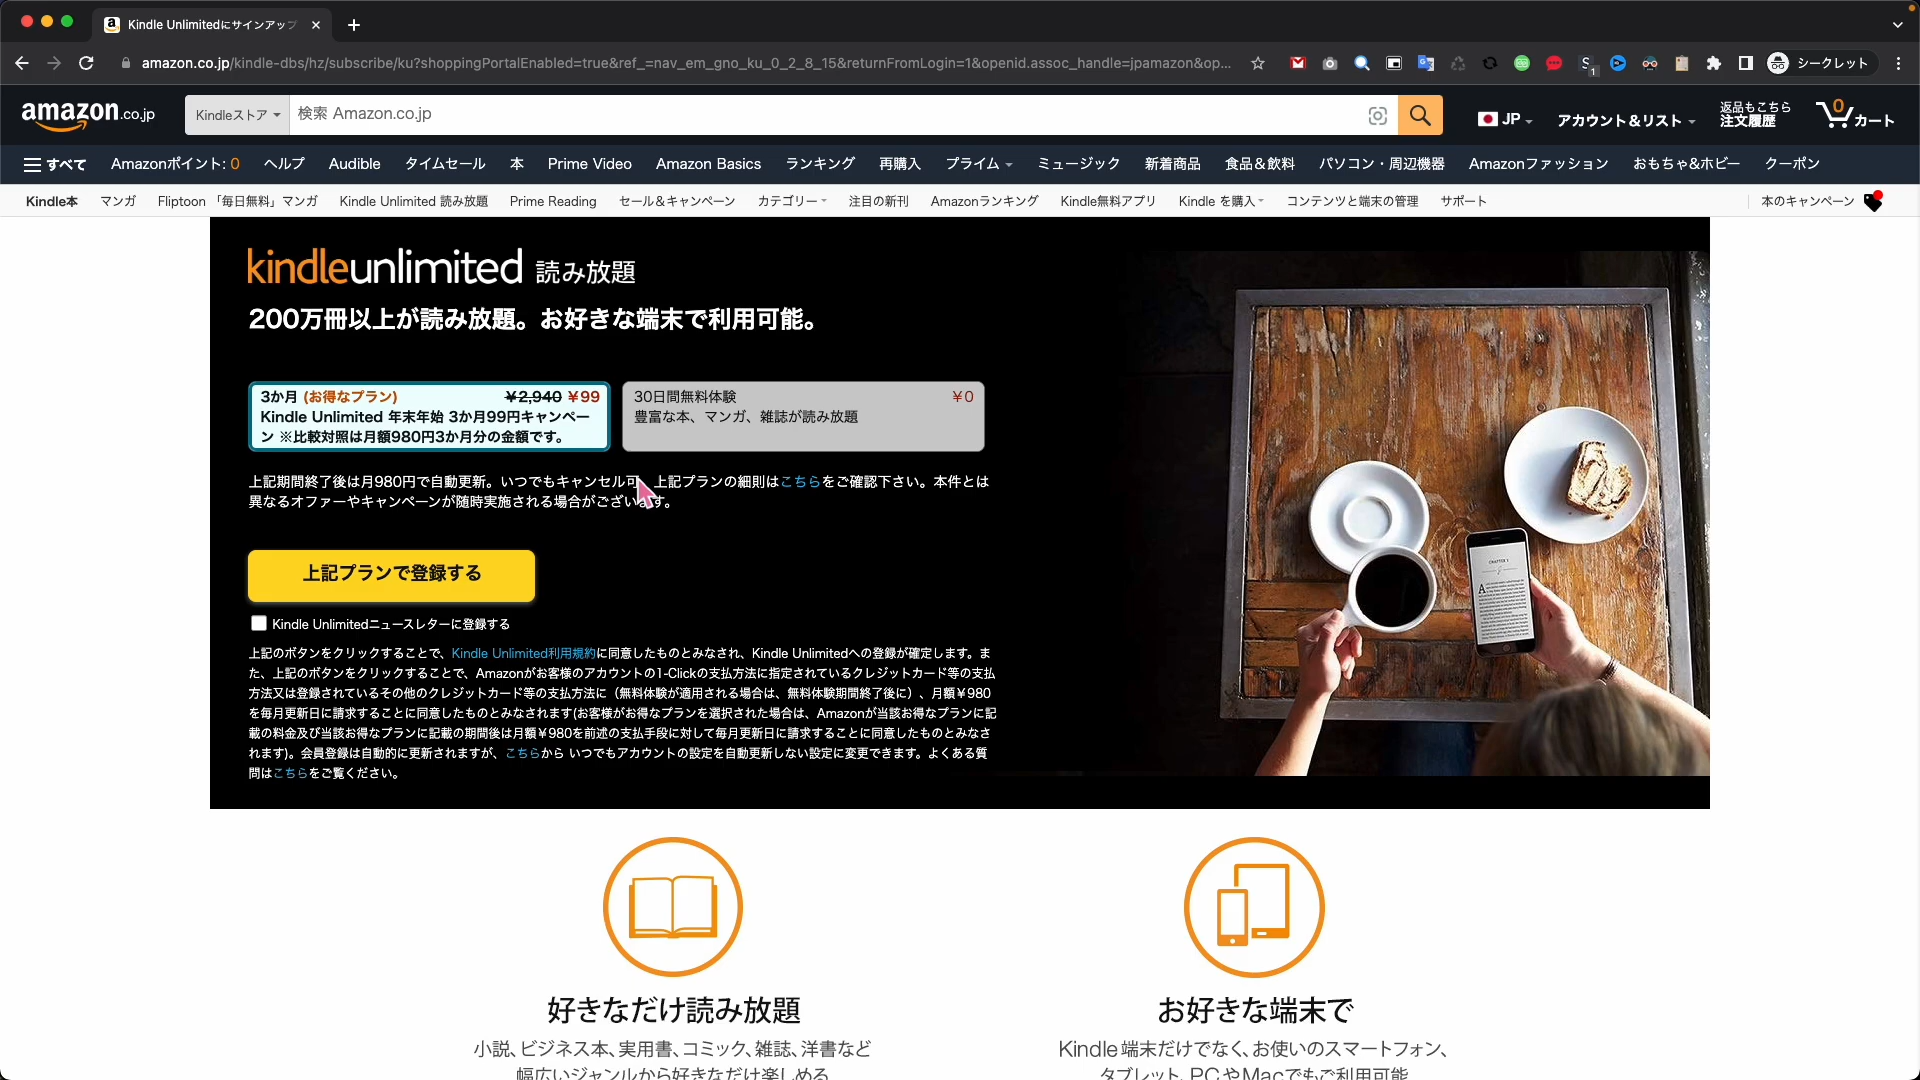 Kindle Unlimitedにサインアップ
amazon.co.jp/kindle-dbs/hz/subscribe/ku?shoppingPortalEnabled=true&ref_=nav_em_gno_ku_0_2_8_15&returnFromLogin=1&openid.assoc_handle=jpamazon&op...
シークレット
amazon.co.jp
Kindleストア
検索 Amazon.co.jp
JP
アカウント＆リスト
返品もこちら
注文履歴
0
カート
すべて Amazonポイント: 0 ヘルプ Audible タイムセール 本 Prime Video Amazon Basics ランキング 再購入 プライム ミュージック 新着商品 食品＆飲料 パソコン・周辺機器 Amazonファッション おもちゃ&ホビー クーポン
Kindle本 マンガ Fliptoon 「毎日無料」マンガ Kindle Unlimited 読み放題 Prime Reading セール＆キャンペーン カテゴリー 注目の新刊 Amazonランキング Kindle無料アプリ Kindle を購入 コンテンツと端末の管理 サポート 本のキャンペーン
kindleunlimited 読み放題
200万冊以上が読み放題。お好きな端末で利用可能。
3か月 (お得なプラン) ￥2,940 ￥99
Kindle Unlimited 年末年始 3か月99円キャンペー
ン ※比較対照は月額980円3か月分の金額です。
30日間無料体験 ￥0
豊富な本、マンガ、雑誌が読み放題
上記期間終了後は月980円で自動更新。いつでもキャンセル可 上記プランの細則はこちらをご確認下さい。本件とは
異なるオファーやキャンペーンが随時実施される場合がございます。
上記プランで登録する
Kindle Unlimitedニュースレターに登録する
上記のボタンをクリックすることで、Kindle Unlimited利用規約に同意したものとみなされ、Kindle Unlimitedへの登録が確定します。ま
た、上記のボタンをクリックすることで、Amazonがお客様のアカウントの1-Clickの支払方法に指定されているクレジットカード等の支払
方法又は登録されているその他のクレジットカード等の支払方法に（無料体験が適用される場合は、無料体験期間終了後に）、月額￥980
を毎月更新日に請求することに同意したものとみなされます(お客様がお得なプランを選択された場合は、Amazonが当該お得なプランに記
載の料金及び当該お得なプランに記載の期間後は月額￥980を前述の支払手段に対して毎月更新日に請求することに同意したものとみなさ
れます)。会員登録は自動的に更新されますが、こちらから いつでもアカウントの設定を自動更新しない設定に変更できます。よくある質
問はこちらをご覧ください。
CHAPTER 1
好きなだけ読み放題
小説、ビジネス本、実用書、コミック、雑誌、洋書など
幅広いジャンルから好きなだけ楽しめる
お好きな端末で
Kindle端末だけでなく、お使いのスマートフォン、
タブレット、PCやMacでもご利用可能